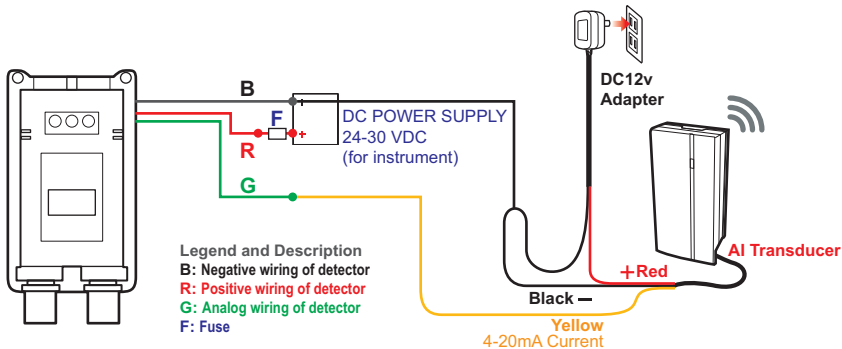 DC12v
Adapter
B
F
DC POWER SUPPLY
24-30 VDC
(for instrument)
+
R
G
AI Transducer
Legend and Description
B: Negative wiring of detector
R: Positive wiring of detector
G: Analog wiring of detector
F: Fuse
+Red
Black −
Yellow
4-20mA Current